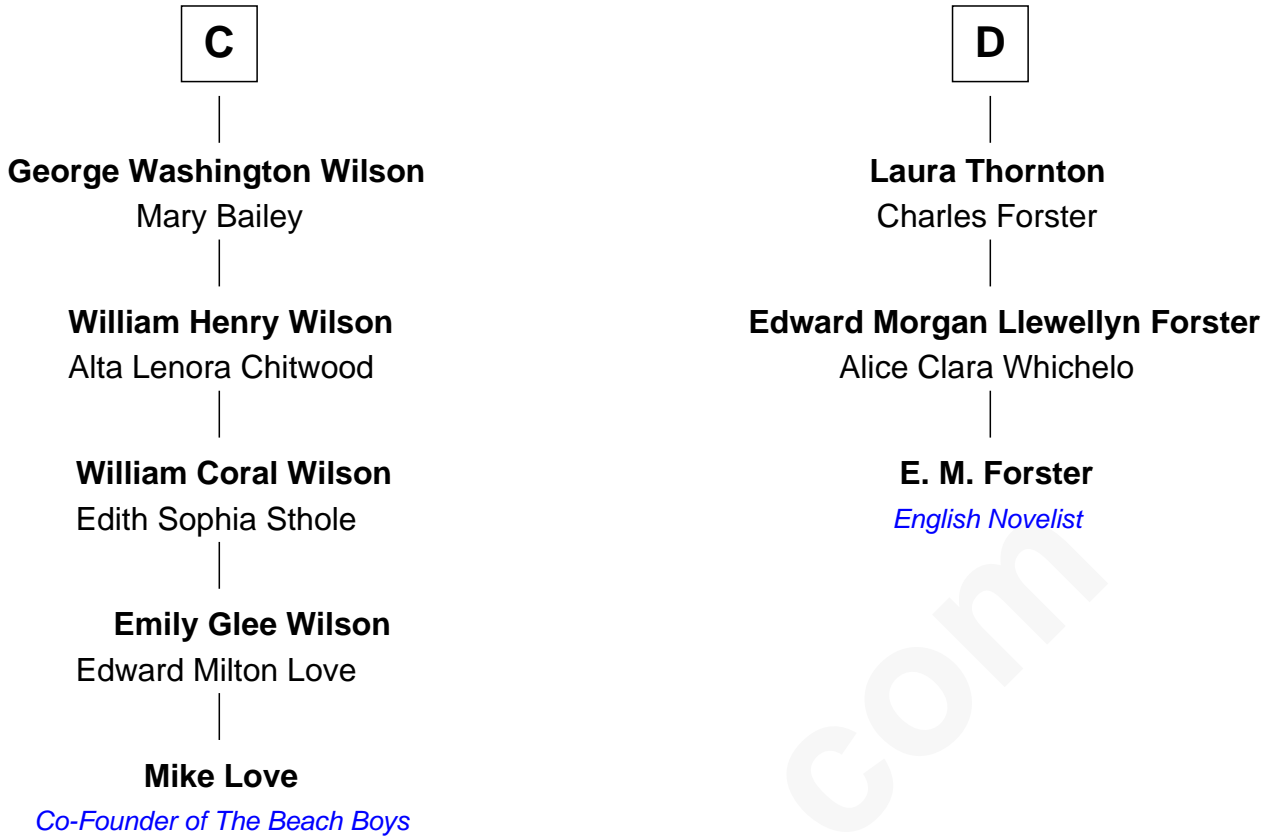 C
George Washington Wilson
Mary Bailey
William Henry Wilson
Alta Lenora Chitwood
William Coral Wilson
Edith Sophia Sthole
Emily Glee Wilson
Edward Milton Love
Mike Love
Co-Founder of The Beach Boys
D
Laura Thornton
Charles Forster
Edward Morgan Llewellyn Forster
Alice Clara Whichelo
E. M. Forster
English Novelist
com